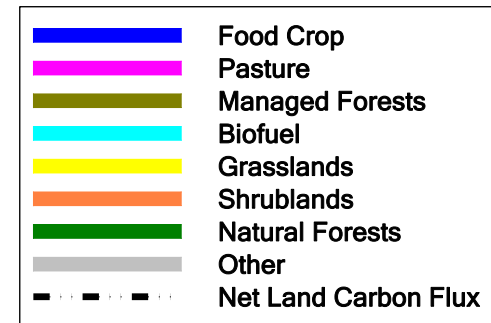 Food Crop
Pasture
Managed Forests
Biofuel
Grasslands
Shrublands
Natural Forests
Other
Net Land Carbon Flux